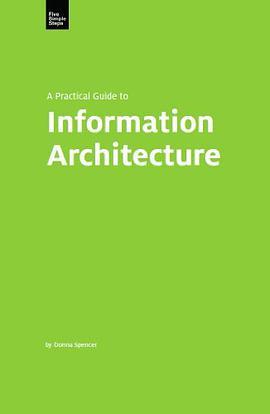 Five
Simple
Steps
A Practical Guide to
Information
Architecture
by Donna Spencer